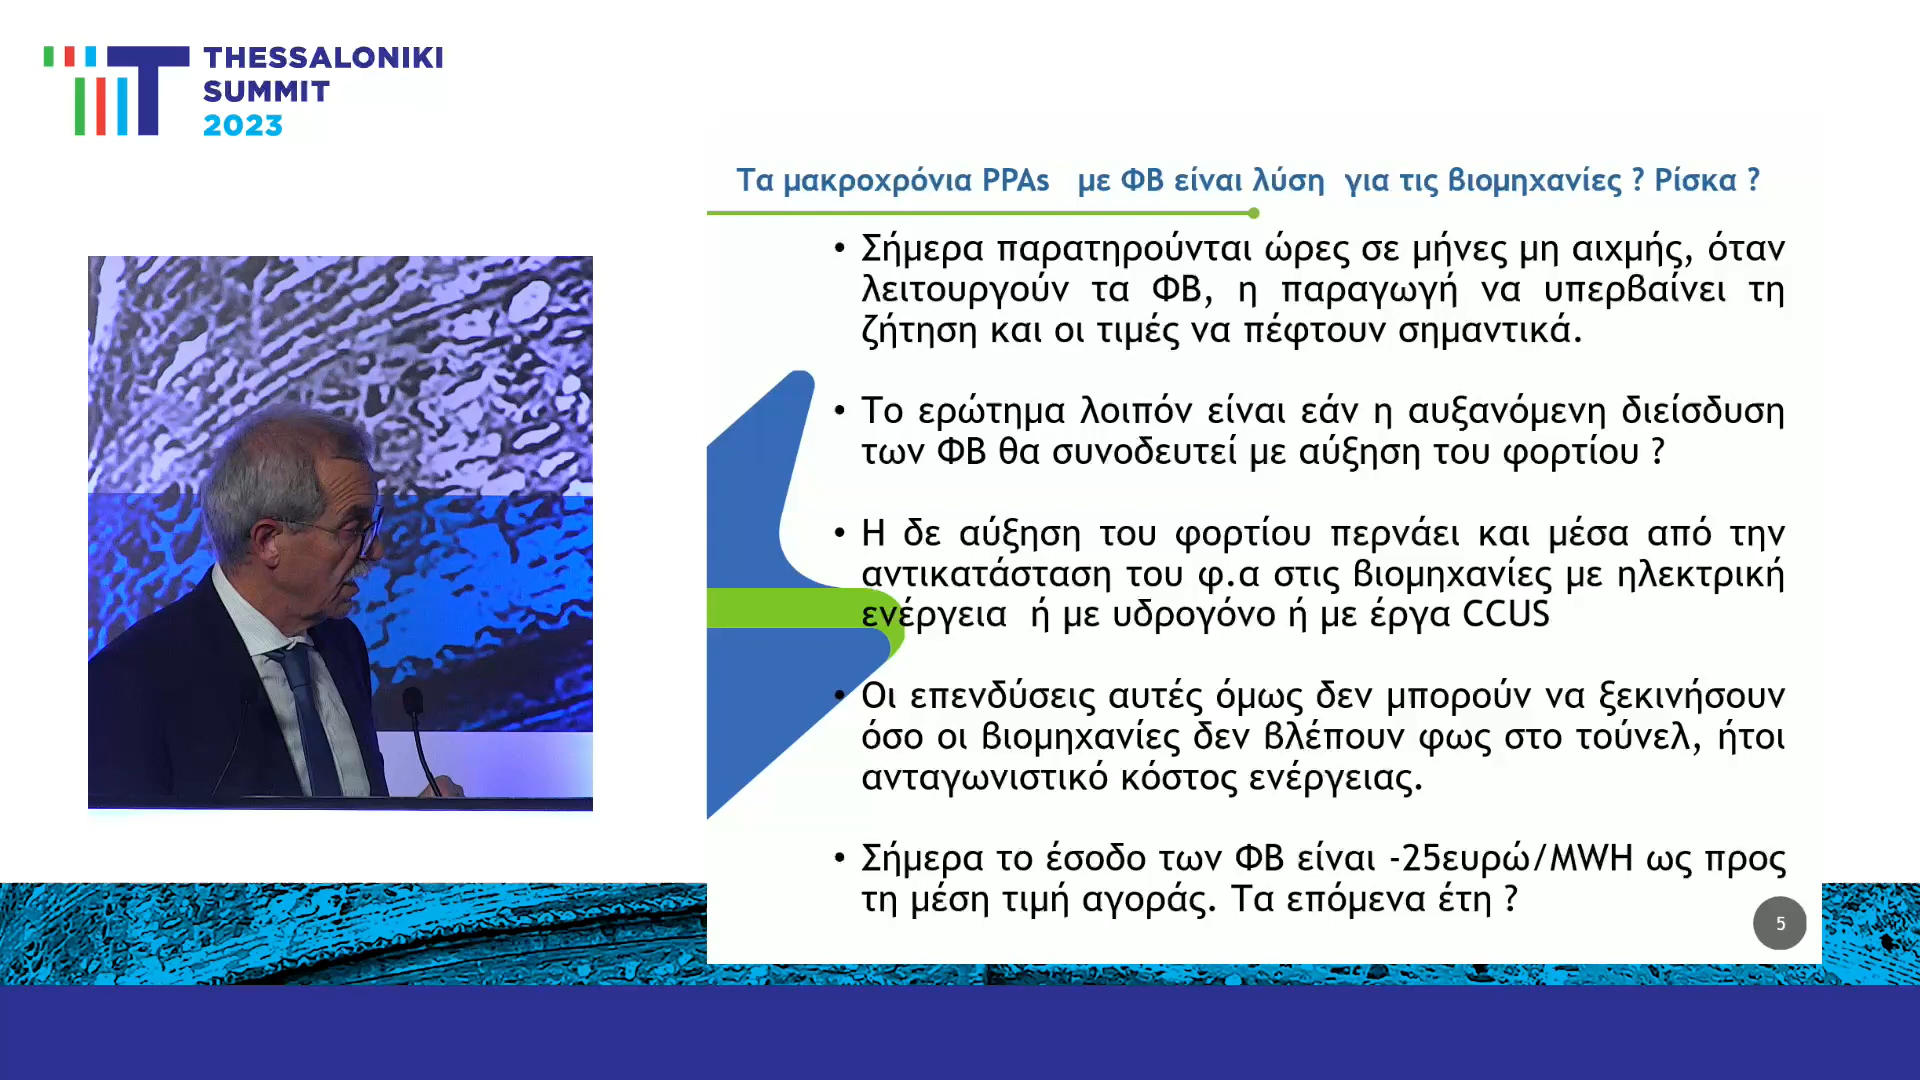 THESSALONIKI
SUMMIT
2023
Τα μακροχρόνια PPAs με ΦΒ είναι λύση για τις βιομηχανίες ? Ρίσκα ?
• Σήμερα παρατηρούνται ώρες σε μήνες μη αιχμής, όταν
λειτουργούν τα ΦΒ, η παραγωγή να υπερβαίνει τη
ζήτηση και οι τιμές να πέφτουν σημαντικά.
• Το ερώτημα λοιπόν είναι εάν η αυξανόμενη διείσδυση
των ΦΒ θα συνοδευτεί με αύξηση του φορτίου ?
• Η δε αύξηση του φορτίου περνάει και μέσα από την
αντικατάσταση του φ.α στις βιομηχανίες με ηλεκτρική
ενέργεια ή με υδρογόνο ή με έργα CCUS
• Οι επενδύσεις αυτές όμως δεν μπορούν να ξεκινήσουν
όσο οι βιομηχανίες δεν βλέπουν φως στο τούνελ, ήτοι
ανταγωνιστικό κόστος ενέργειας.
• Σήμερα το έσοδο των ΦΒ είναι -25ευρώ/MWH ως προς
τη μέση τιμή αγοράς. Τα επόμενα έτη ?
5